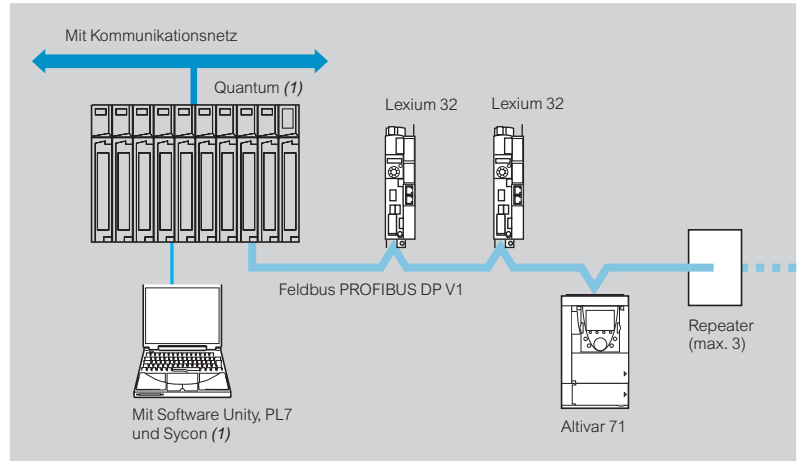 Mit Kommunikationsnetz
Quantum (1)
Lexium 32
Lexium 32
Feldbus PROFIBUS DP V1
Repeater
(max. 3)
Mit Software Unity, PL7
und Sycon (1)
Altivar 71